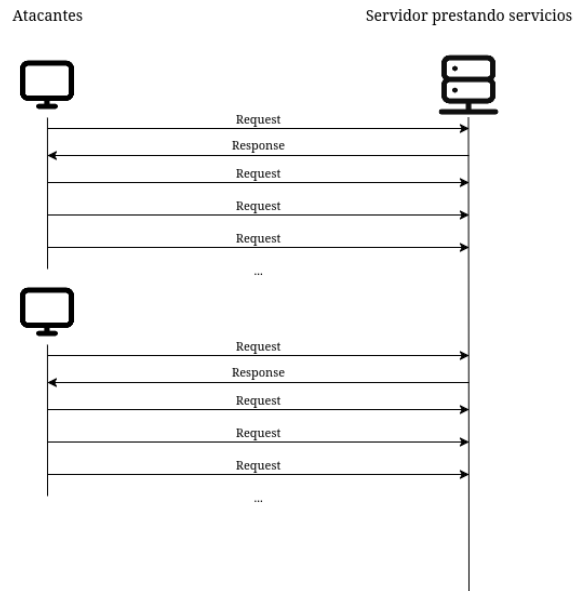 Atacantes
Servidor prestando servicios
Request
Response
Request
Request
Request
...
Request
Response
Request
Request
Request
...